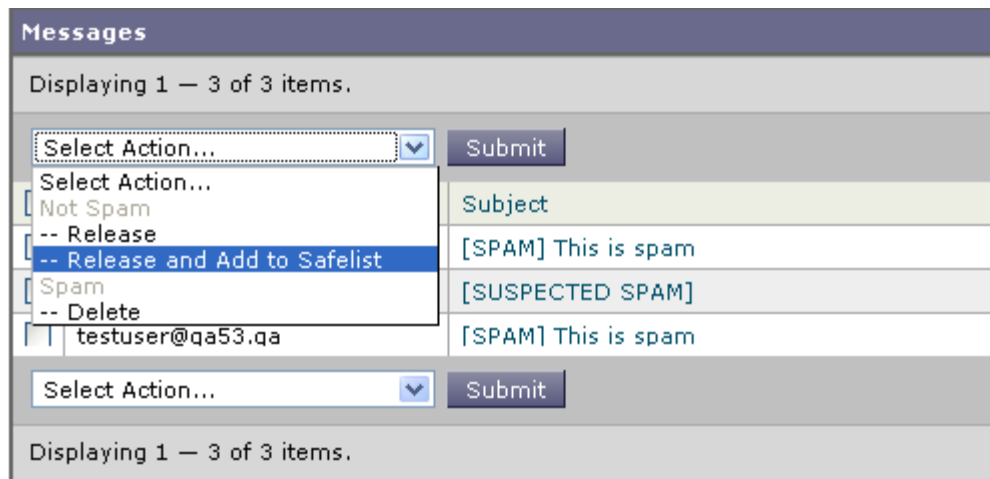 Messages
Displaying 1 — 3 of 3 items.
Select Action... Submit
Select Action...
Not Spam
-- Release
-- Release and Add to Safelist
Spam
-- Delete
Subject
[SPAM] This is spam
[SUSPECTED SPAM]
testuser@qa53.qa [SPAM] This is spam
Select Action... Submit
Displaying 1 — 3 of 3 items.